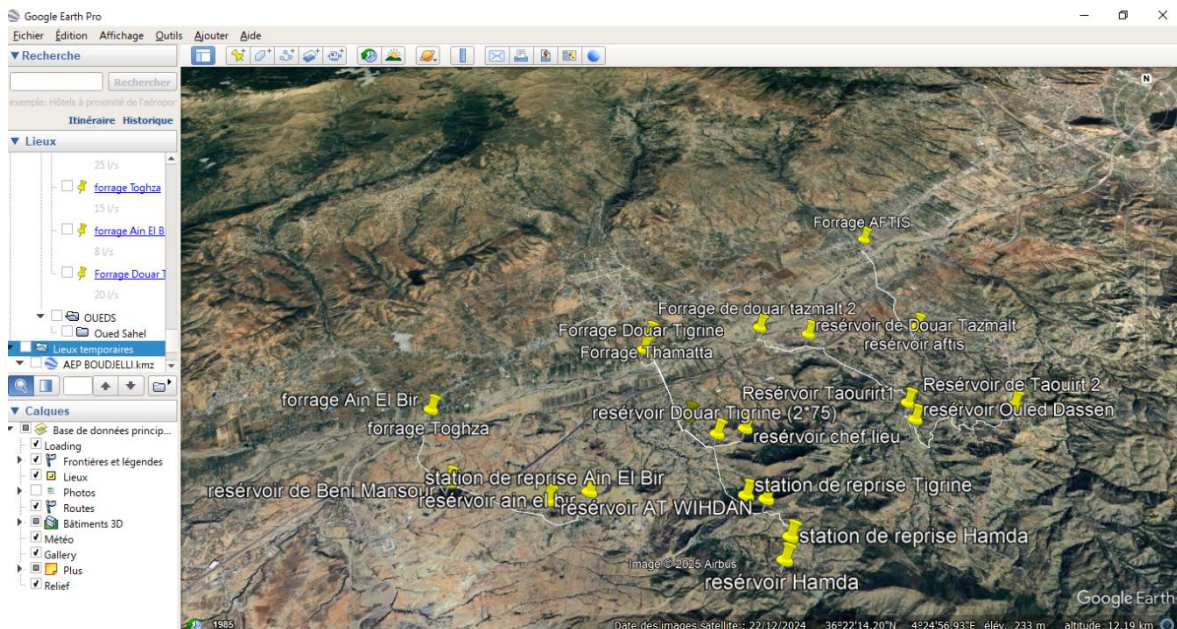 Google Earth Pro
Fichier Édition Affichage Outils Ajouter Aide
Recherche
Rechercher
exemple: Hôtels à proximité de l'aéropor
Itinéraire Historique
Lieux
25 l/s
forrage Toghza
15 l/s
forrage Ain El B
8 l/s
Forrage Douar T
20 l/s
OUEDS
Oued Sahel
Lieux temporaires
AEP BOUDJELLI.kmz
Calques
Base de données princip...
Loading
Frontières et légendes
Lieux
Photos
Routes
Bâtiments 3D
Météo
Gallery
Plus
Relief
N
Forrage AFTIS
Forrage de douar tazmalt 2
Forrage Douar Tigrine
resérvoir de Douar Tazmalt
Forrage Thamatta
reservoir aftis
Resérvoir Taourirt1
Resérvoir de Taouirt 2
forrage Ain El Bir
resérvoir Douar Tigrine (2*75)
reservoir Ouled Dassen
forrage Toghza
resérvoir chef lieu
station de reprise Ain El Bir
station de reprise Tigrine
resérvoir de Beni Mansour
resérvoir ain el bir
resérvoir AT WIHDAN
station de reprise Hamda
Image © 2025 Airbus
resérvoir Hamda
Google Earth
1985
Date des images satellite : 22/12/2024 36°22'14.20"N 4°24'56.93"E élév. 233 m altitude 12.19 km